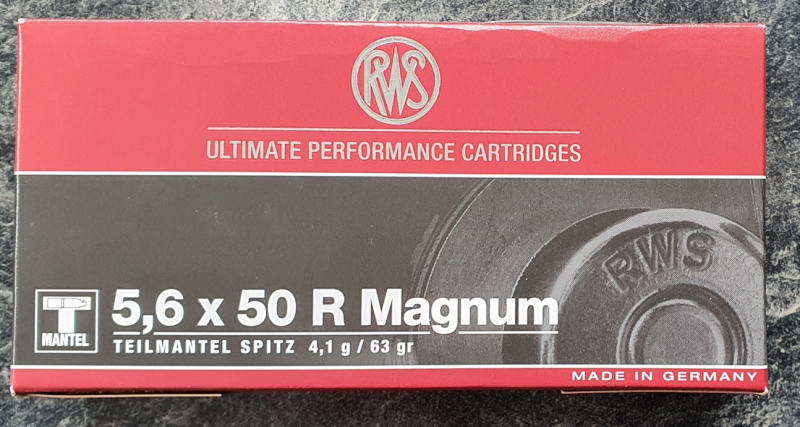 RWS
ULTIMATE PERFORMANCE CARTRIDGES
RWS
T
MANTEL
5,6 x 50 R Magnum
TEILMANTEL SPITZ 4,1 g / 63 gr
MADE IN GERMANY